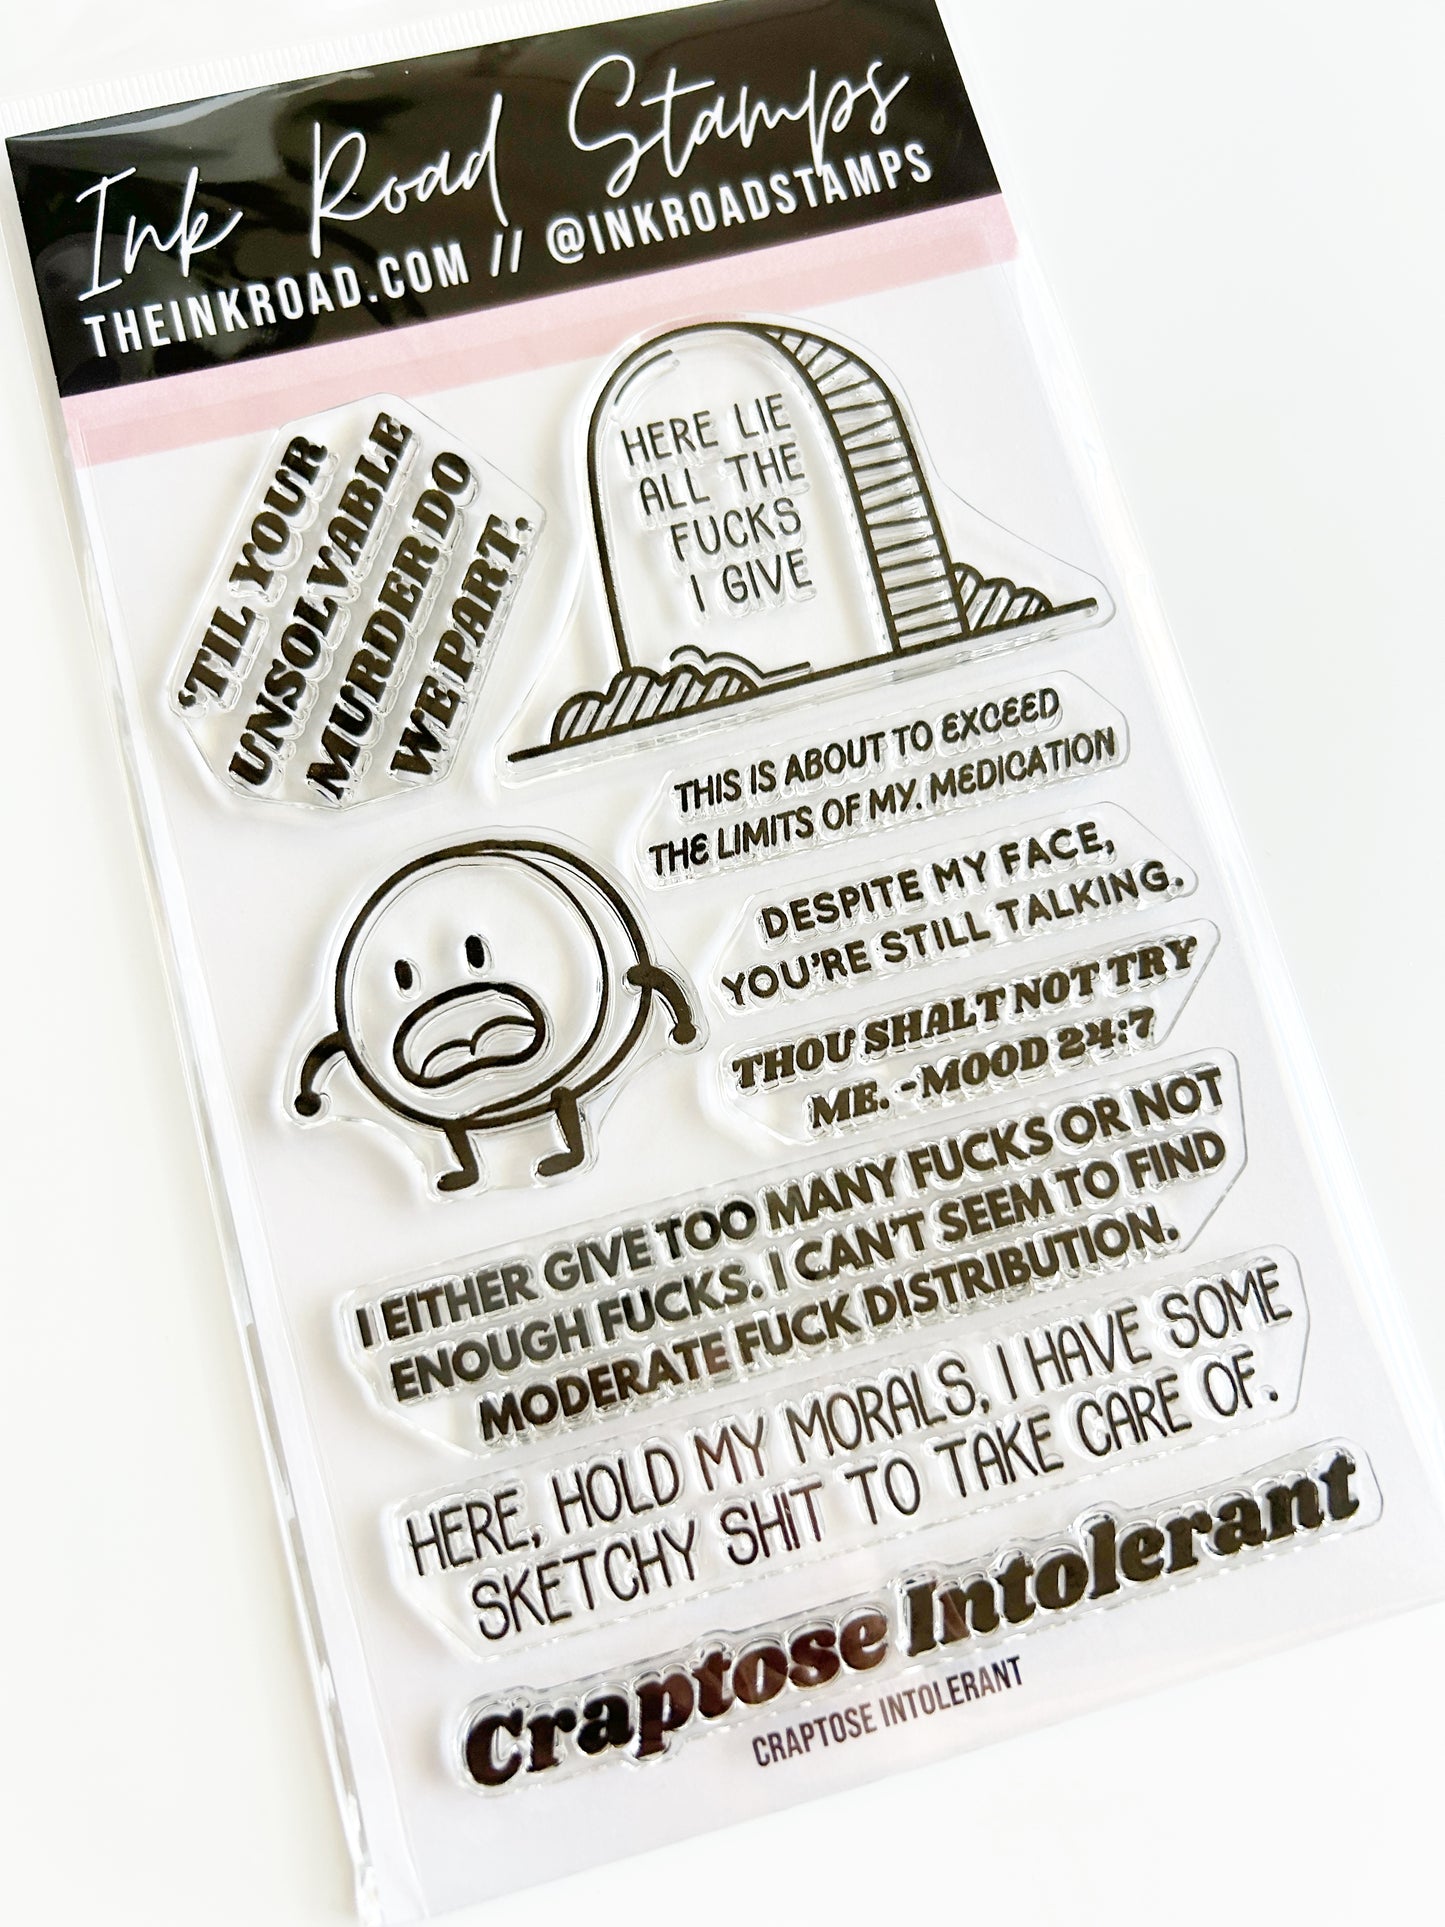 Ink Road Stamps
THEINKROAD.COM // @INKROADSTAMPS
'TIL YOUR
UNSOLVABLE
MURDER DO
WE PART.
HERE LIE
ALL THE
FUCKS
I GIVE
THIS IS ABOUT TO EXCEED
THE LIMITS OF MY. MEDICATION
DESPITE MY FACE,
YOU'RE STILL TALKING.
THOU SHALT NOT TRY
ME. -MOOD 24:7
I EITHER GIVE TOO MANY FUCKS OR NOT
ENOUGH FUCKS. I CAN'T SEEM TO FIND
MODERATE FUCK DISTRIBUTION.
HERE, HOLD MY MORALS, I HAVE SOME
SKETCHY SHIT TO TAKE CARE OF.
Craptose Intolerant
CRAPTOSE INTOLERANT